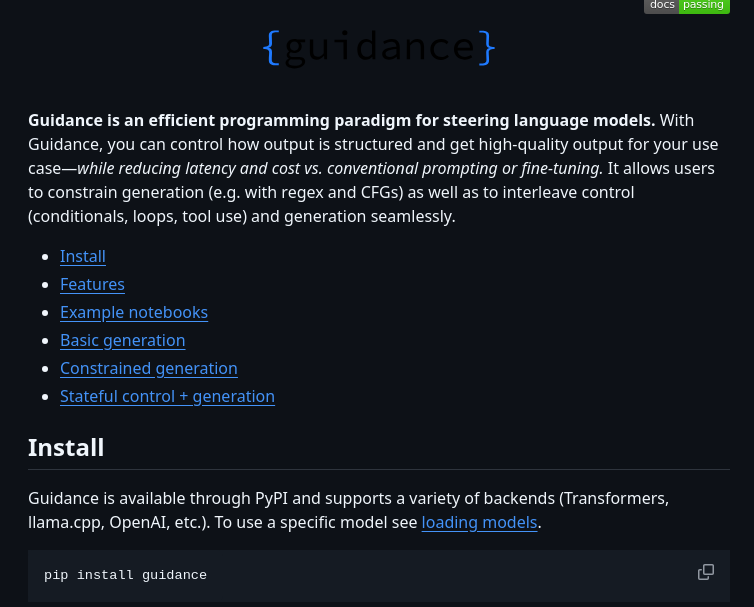 docs passing
{guidance}
Guidance is an efficient programming paradigm for steering language models. With
Guidance, you can control how output is structured and get high-quality output for your use
case—while reducing latency and cost vs. conventional prompting or fine-tuning. It allows users
to constrain generation (e.g. with regex and CFGs) as well as to interleave control
(conditionals, loops, tool use) and generation seamlessly.
Install
Features
Example notebooks
Basic generation
Constrained generation
Stateful control + generation
Install
Guidance is available through PyPI and supports a variety of backends (Transformers,
llama.cpp, OpenAI, etc.). To use a specific model see loading models.
pip install guidance